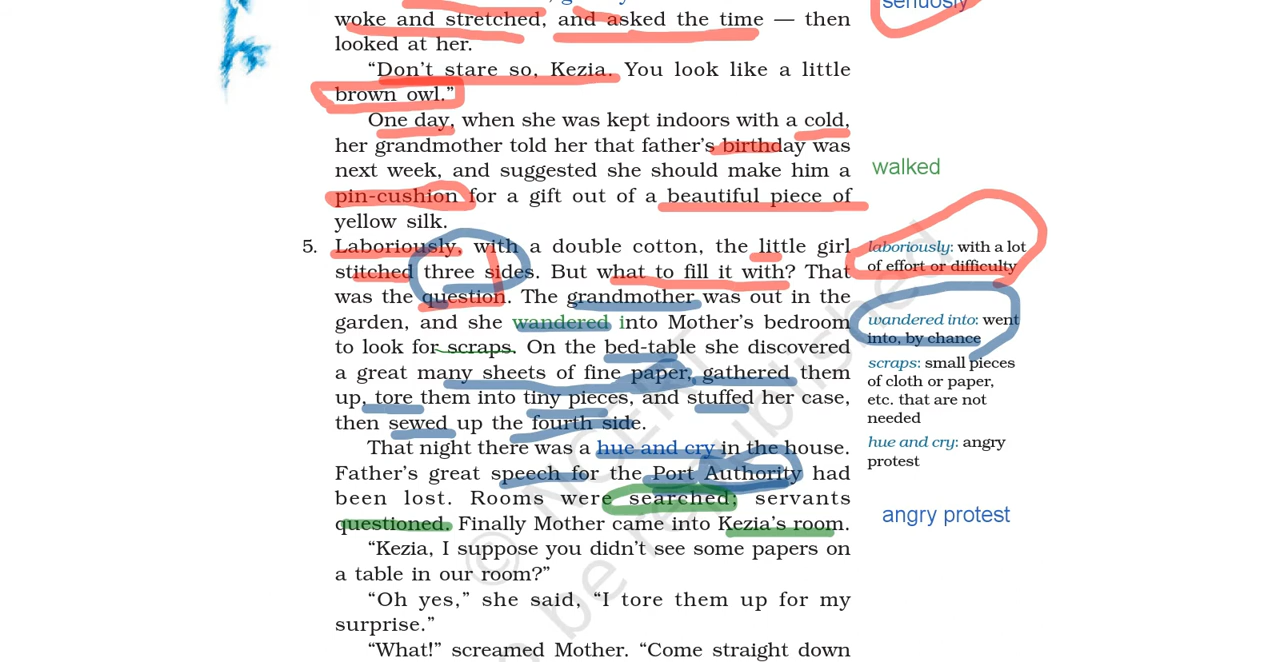 seriously
woke and stretched, and asked the time — then
looked at her.
“Don’t stare so, Kezia. You look like a little
brown owl.”
One day, when she was kept indoors with a cold,
her grandmother told her that father’s birthday was
next week, and suggested she should make him a
pin-cushion for a gift out of a beautiful piece of
yellow silk.
walked
5. Laboriously, with a double cotton, the little girl
stitched three sides. But what to fill it with? That
was the question. The grandmother was out in the
garden, and she wandered into Mother’s bedroom
to look for scraps. On the bed-table she discovered
a great many sheets of fine paper, gathered them
up, tore them into tiny pieces, and stuffed her case,
then sewed up the fourth side.
That night there was a hue and cry in the house.
Father’s great speech for the Port Authority had
been lost. Rooms were searched; servants
questioned. Finally Mother came into Kezia’s room.
“Kezia, I suppose you didn’t see some papers on
a table in our room?”
“Oh yes,” she said, “I tore them up for my
surprise.”
“What!” screamed Mother. “Come straight down
laboriously: with a lot
of effort or difficulty
wandered into: went
into, by chance
scraps: small pieces
of cloth or paper,
etc. that are not
needed
hue and cry: angry
protest
angry protest
© NCERT
be republished